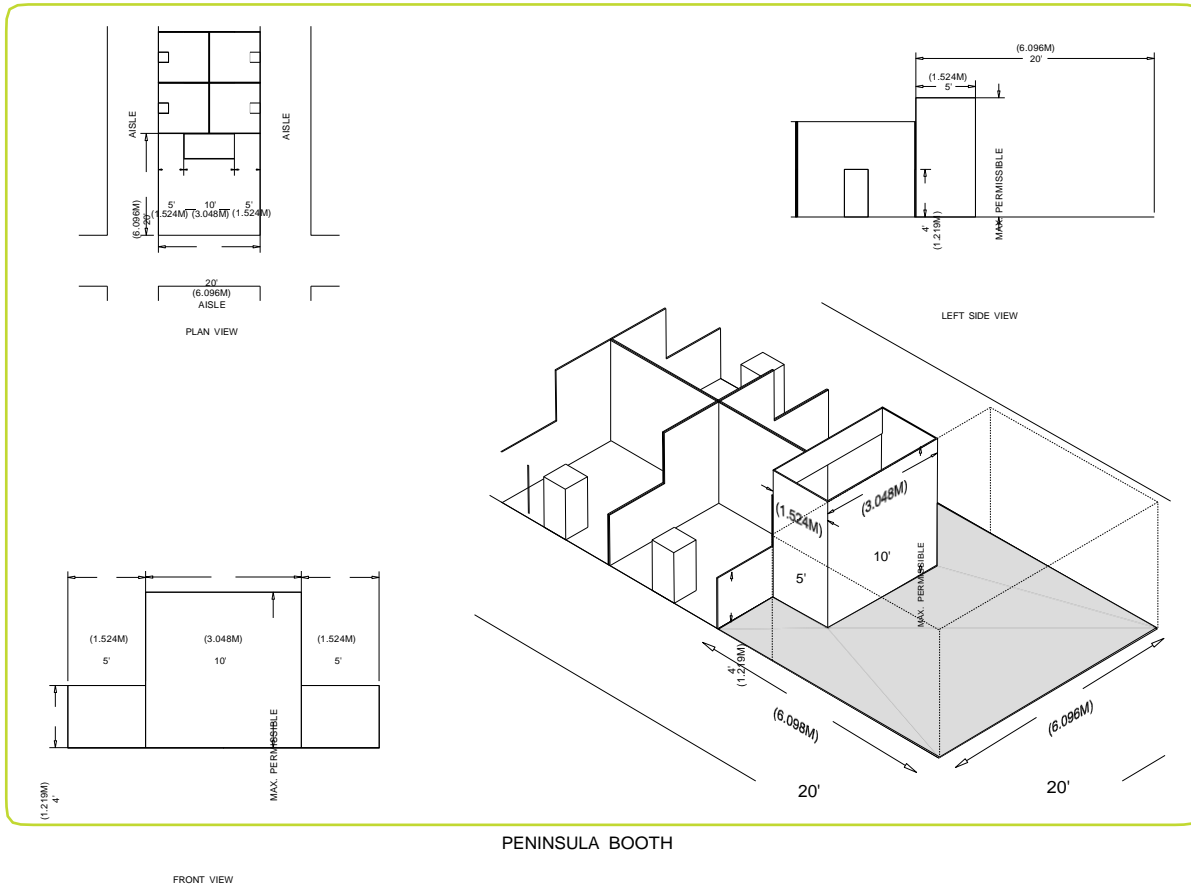 AISLE
AISLE
5' 10' 5'
(1.524M) (3.048M) (1.524M)
20'
(6.096M)
20'
(6.096M)
AISLE
PLAN VIEW
(6.096M)
20'
(1.524M)
5'
MAX. PERMISSIBLE
4'
(1.219M)
LEFT SIDE VIEW
(1.524M)
(3.048M)
5'
10'
MAX. PERMISSIBLE
4'
(1.219M)
(6.098M)
(6.096M)
20'
20'
(1.524M) (3.048M) (1.524M)
5' 10' 5'
MAX. PERMISSIBLE
(1.219M)
4'
PENINSULA BOOTH
FRONT VIEW